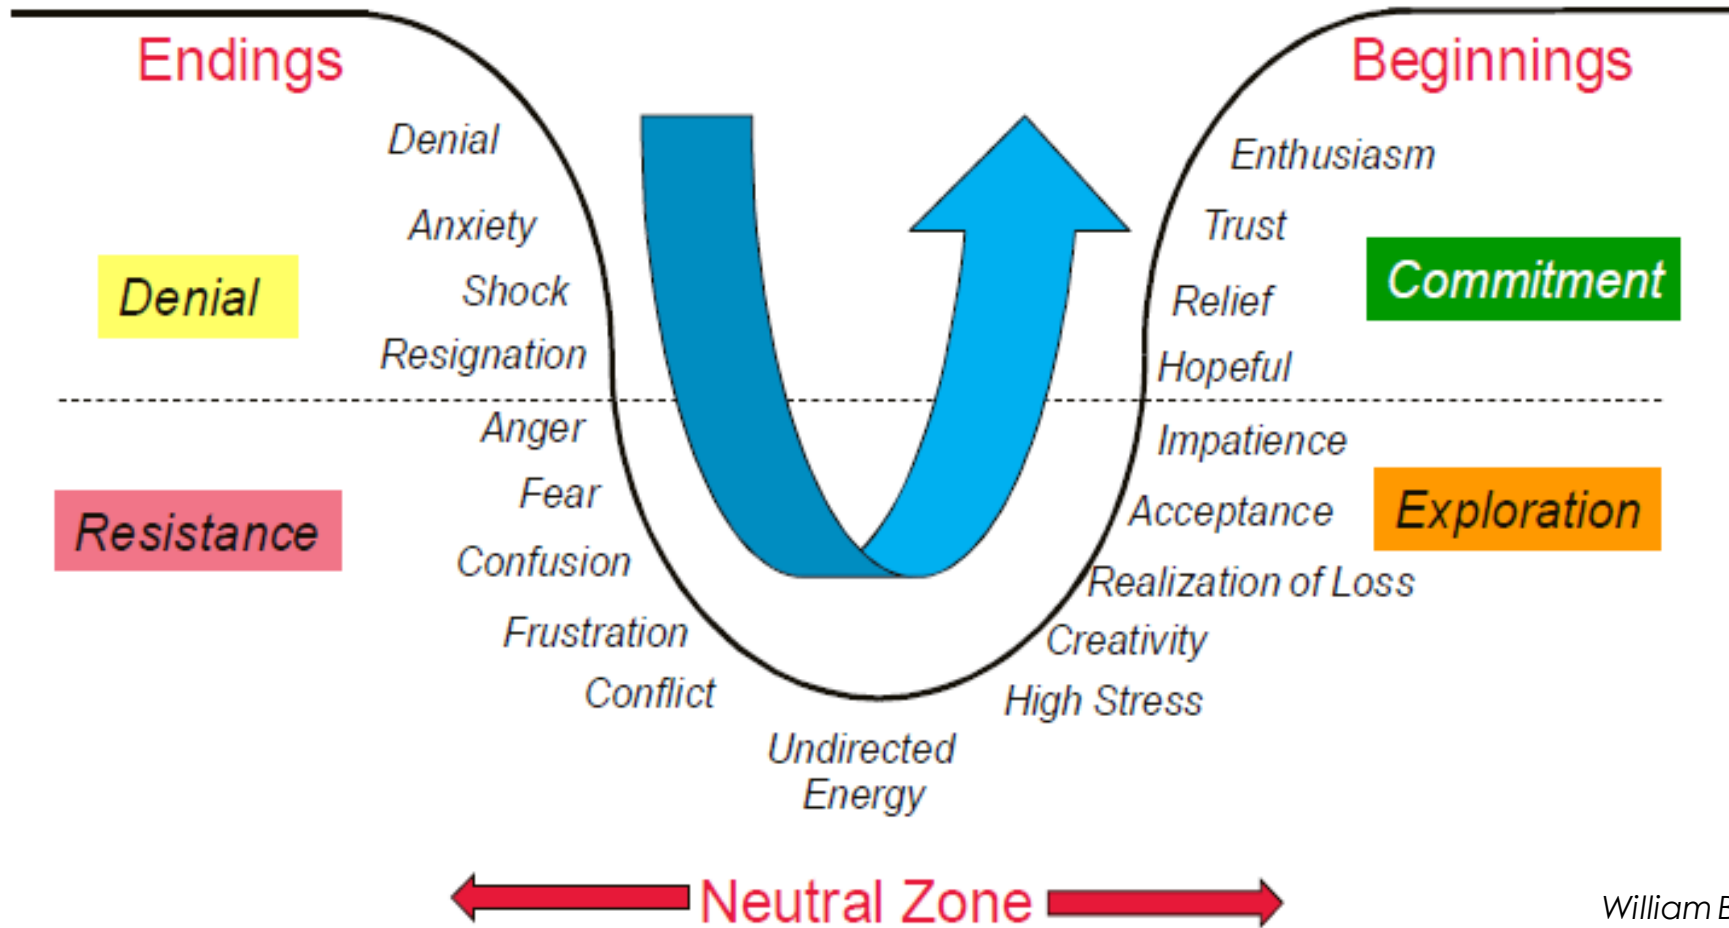 Endings
Beginnings
Denial
Anxiety
Shock
Resignation
Denial
Anger
Fear
Confusion
Frustration
Conflict
Resistance
Undirected
Energy
Enthusiasm
Trust
Relief
Hopeful
Commitment
Impatience
Acceptance
Realization of Loss
Creativity
High Stress
Exploration
Neutral Zone
William